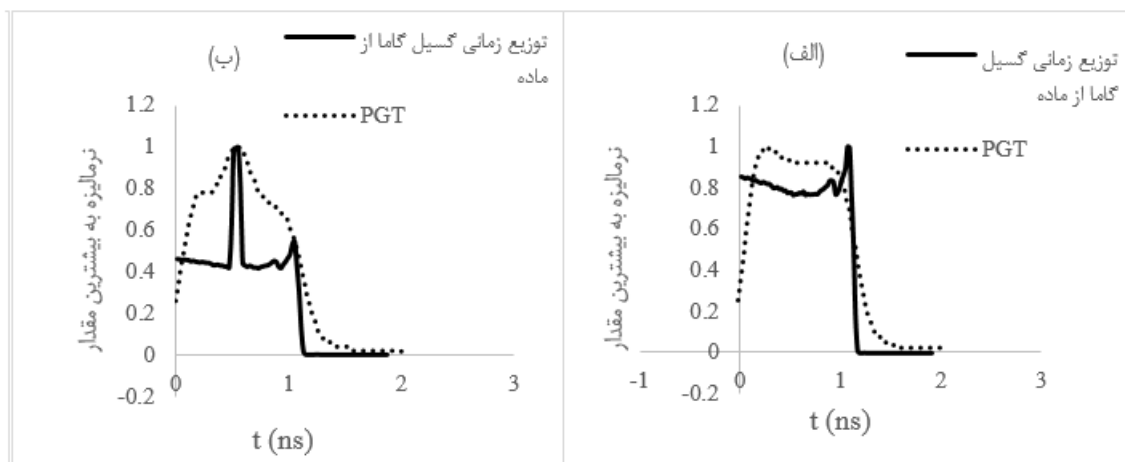 (الف)
توزیع زمانی گسیل
گاما از ماده
PGT
نرمالیزه به بیشترین مقدار
1.2
1
0.8
0.6
0.4
0.2
0
-0.2
-1
0
1
2
3
t (ns)
(ب)
توزیع زمانی گسیل گاما از
ماده
PGT
نرمالیزه به بیشترین مقدار
1.2
1
0.8
0.6
0.4
0.2
0
-0.2
0
1
2
3
t (ns)